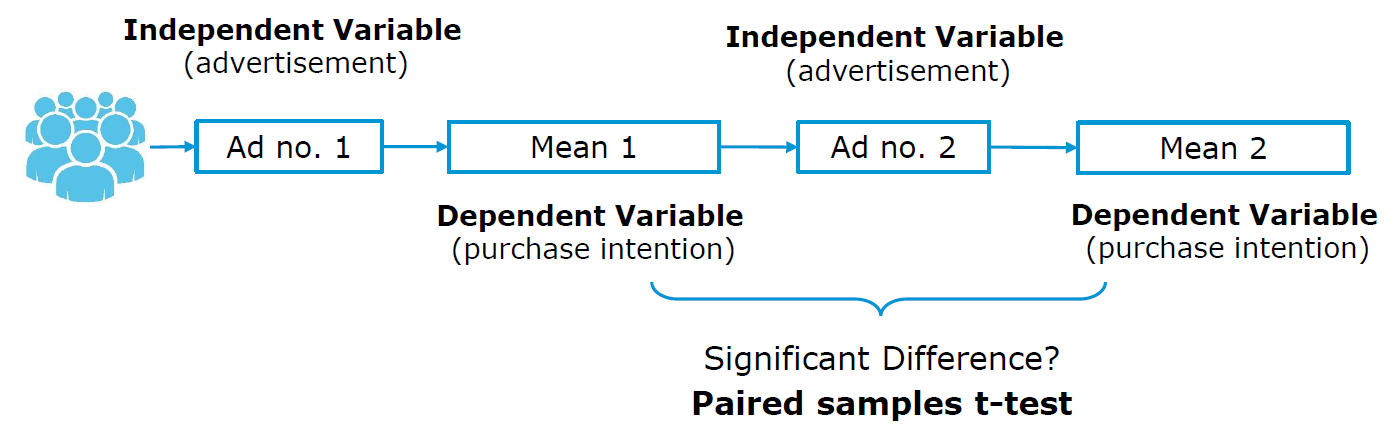 Independent Variable
(advertisement)
Independent Variable
(advertisement)
Ad no. 1
Mean 1
Ad no. 2
Mean 2
Dependent Variable
(purchase intention)
Dependent Variable
(purchase intention)
Significant Difference?
Paired samples t-test